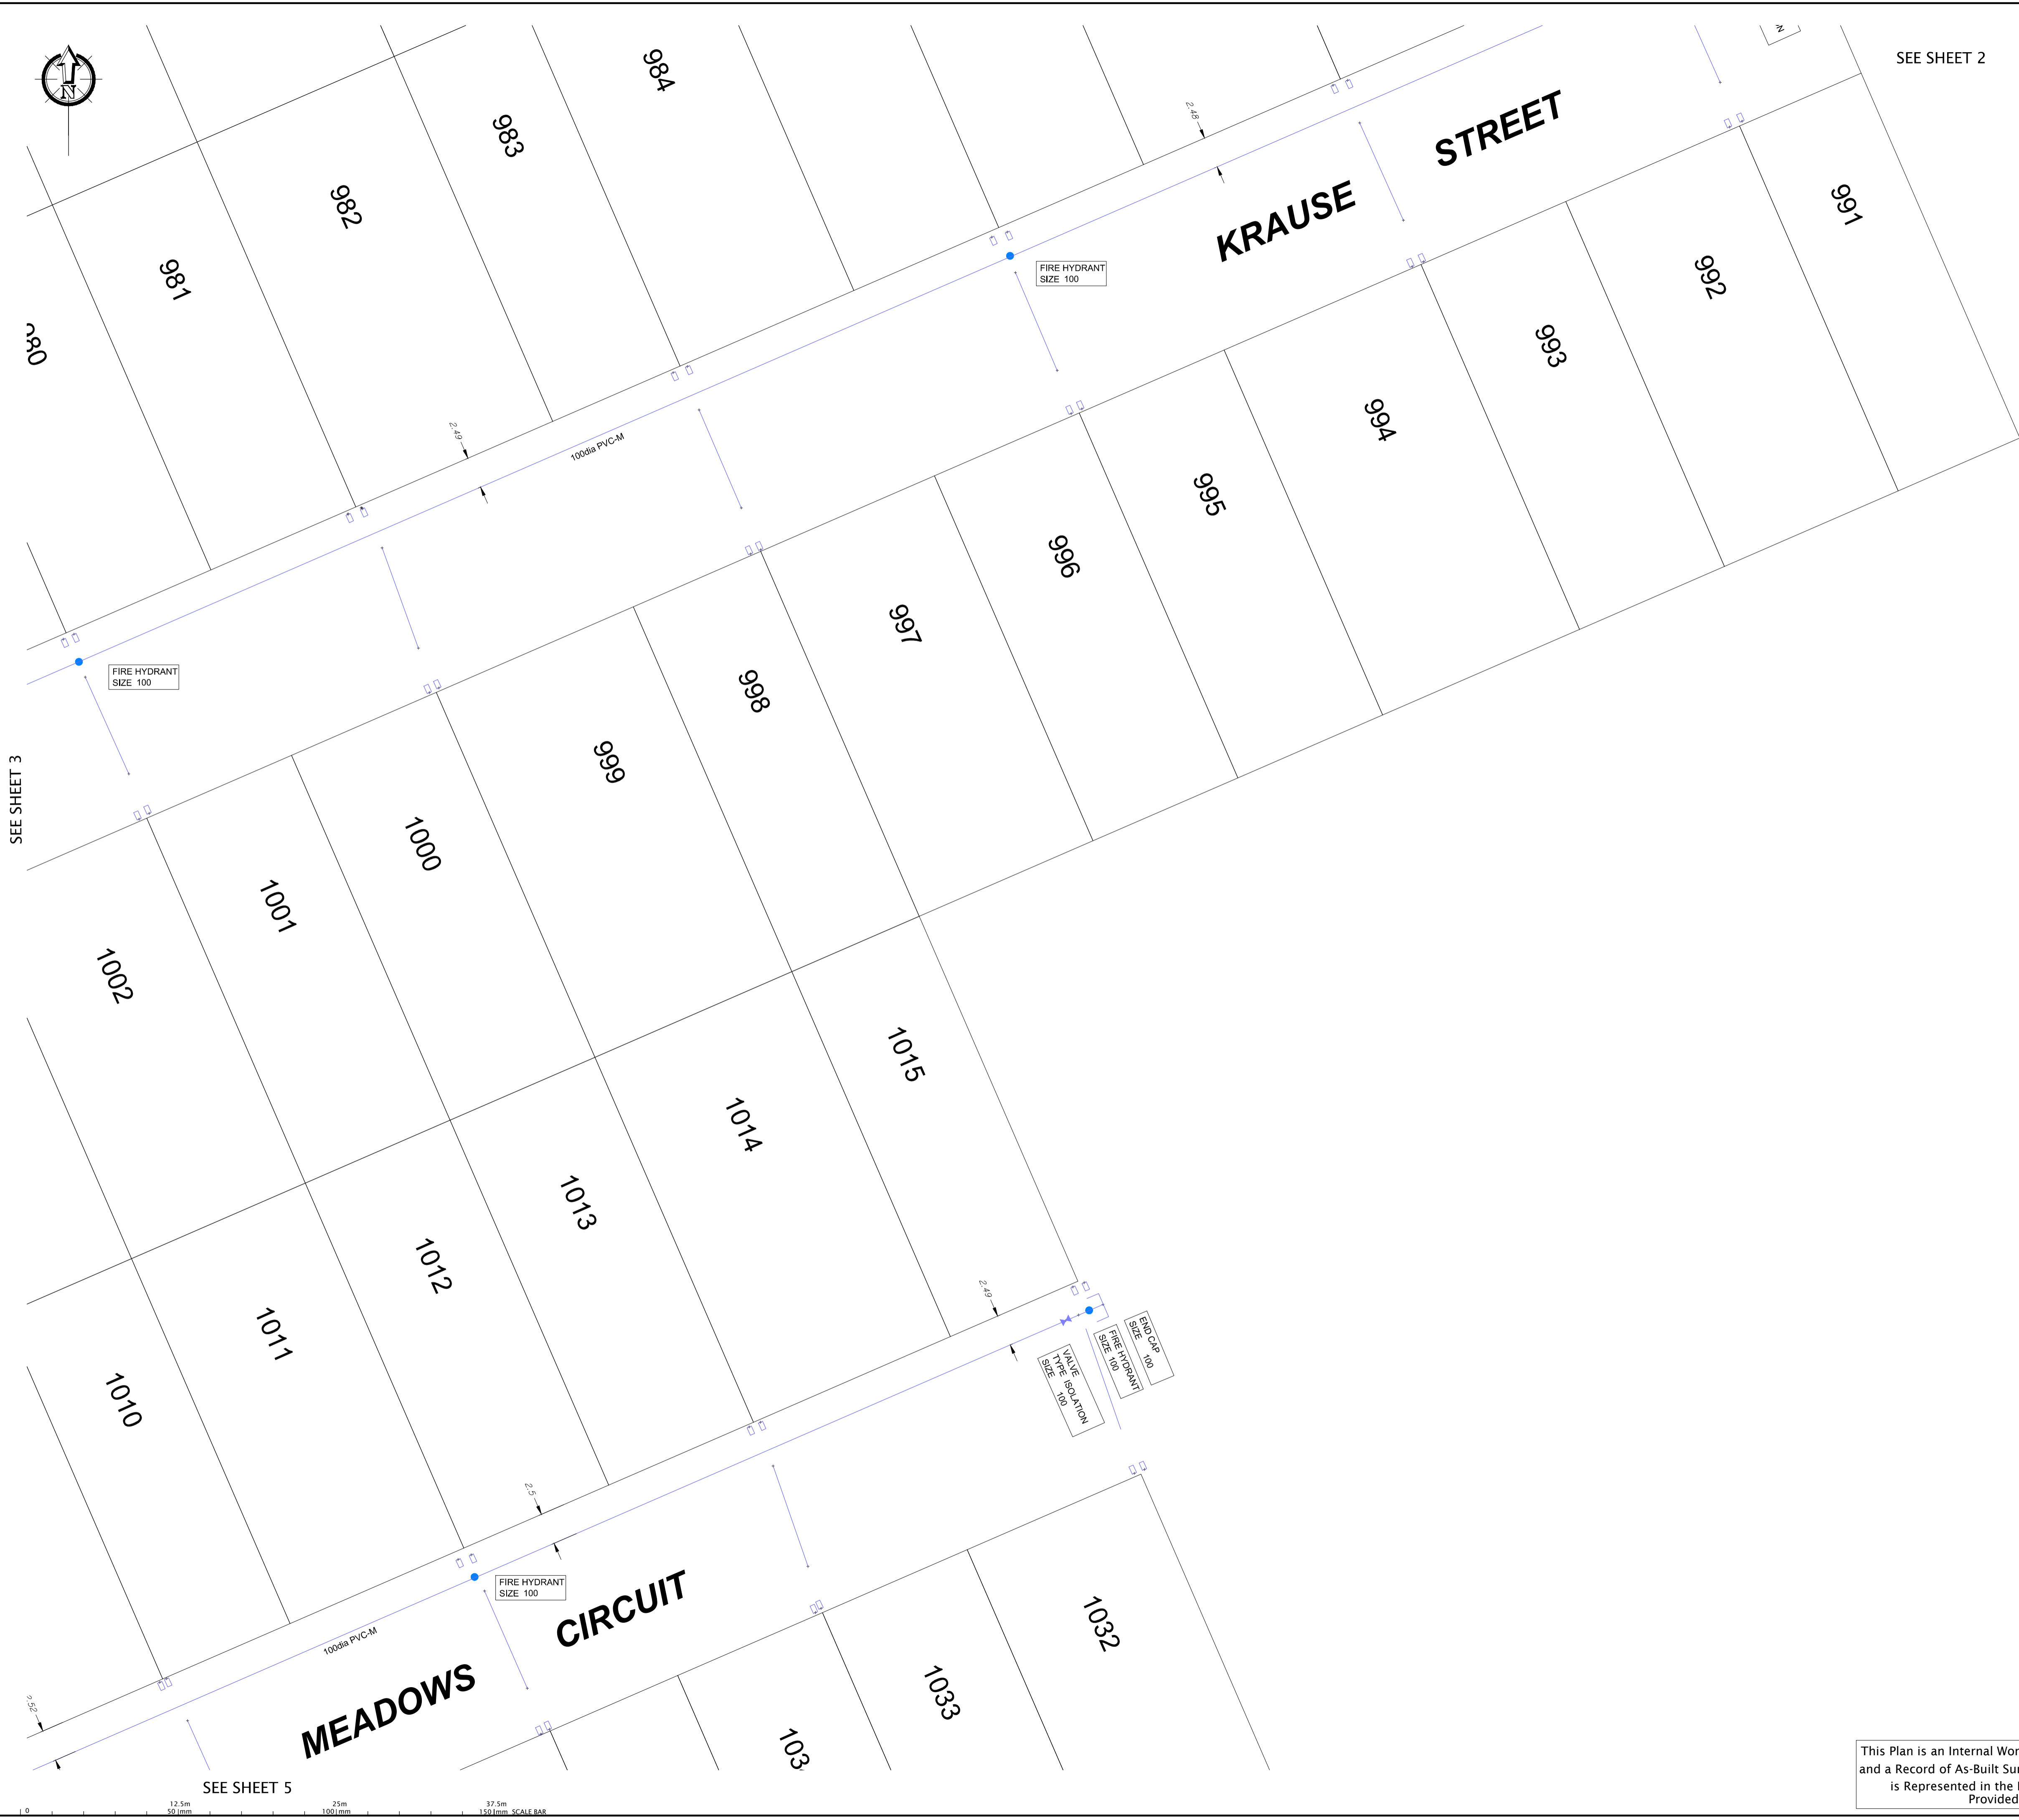 SEE SHEET 2
N
984
983
982
981
2.48
STREET
KRAUSE
991
992
993
994
995
996
997
998
999
1000
1001
1002
FIRE HYDRANT
SIZE 100
2.49
100dia PVC-M
FIRE HYDRANT
SIZE 100
SEE SHEET 3
1015
1014
1013
1012
1011
1010
2.49
END CAP
SIZE 100
FIRE HYDRANT
SIZE 100
VALVE
TYPE ISOLATION
SIZE 100
2.5
FIRE HYDRANT
SIZE 100
CIRCUIT
MEADOWS
100dia PVC-M
1032
1033
103
2.52
SEE SHEET 5
0
12.5m
50 mm
25m
100 mm
37.5m
150 mm SCALE BAR
This Plan is an Internal
and a Record of As-Built
is Represented in the
Provided